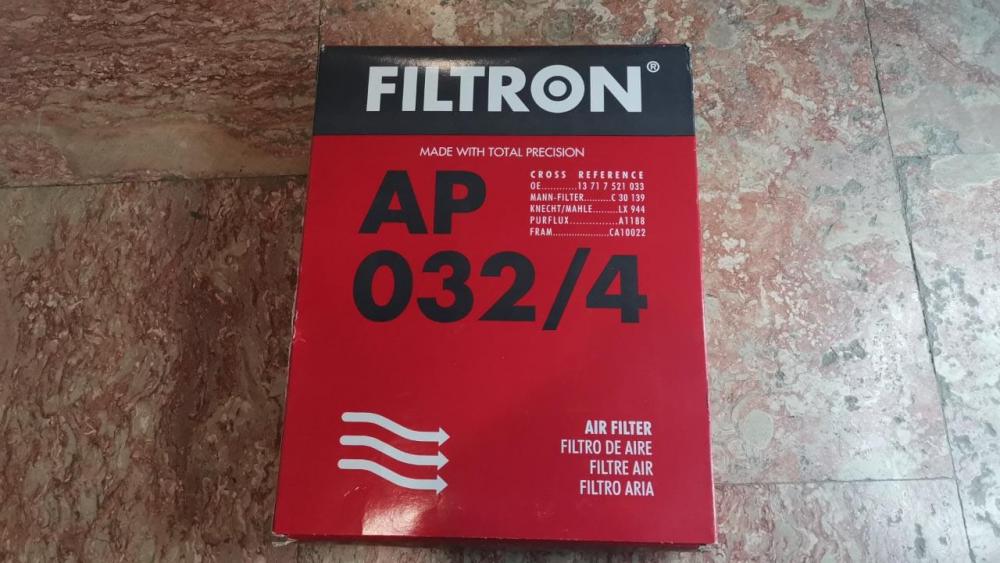 FILTRON®
MADE WITH TOTAL PRECISION
AP
032/4
CROSS REFERENCE
OE............13 71 7 521 033
MANN-FILTER.........C 30 139
KNECHT/MAHLE.........LX 944
PURFLUX................A1188
FRAM.....................CA10022
AIR FILTER
FILTRO DE AIRE
FILTRE AIR
FILTRO ARIA